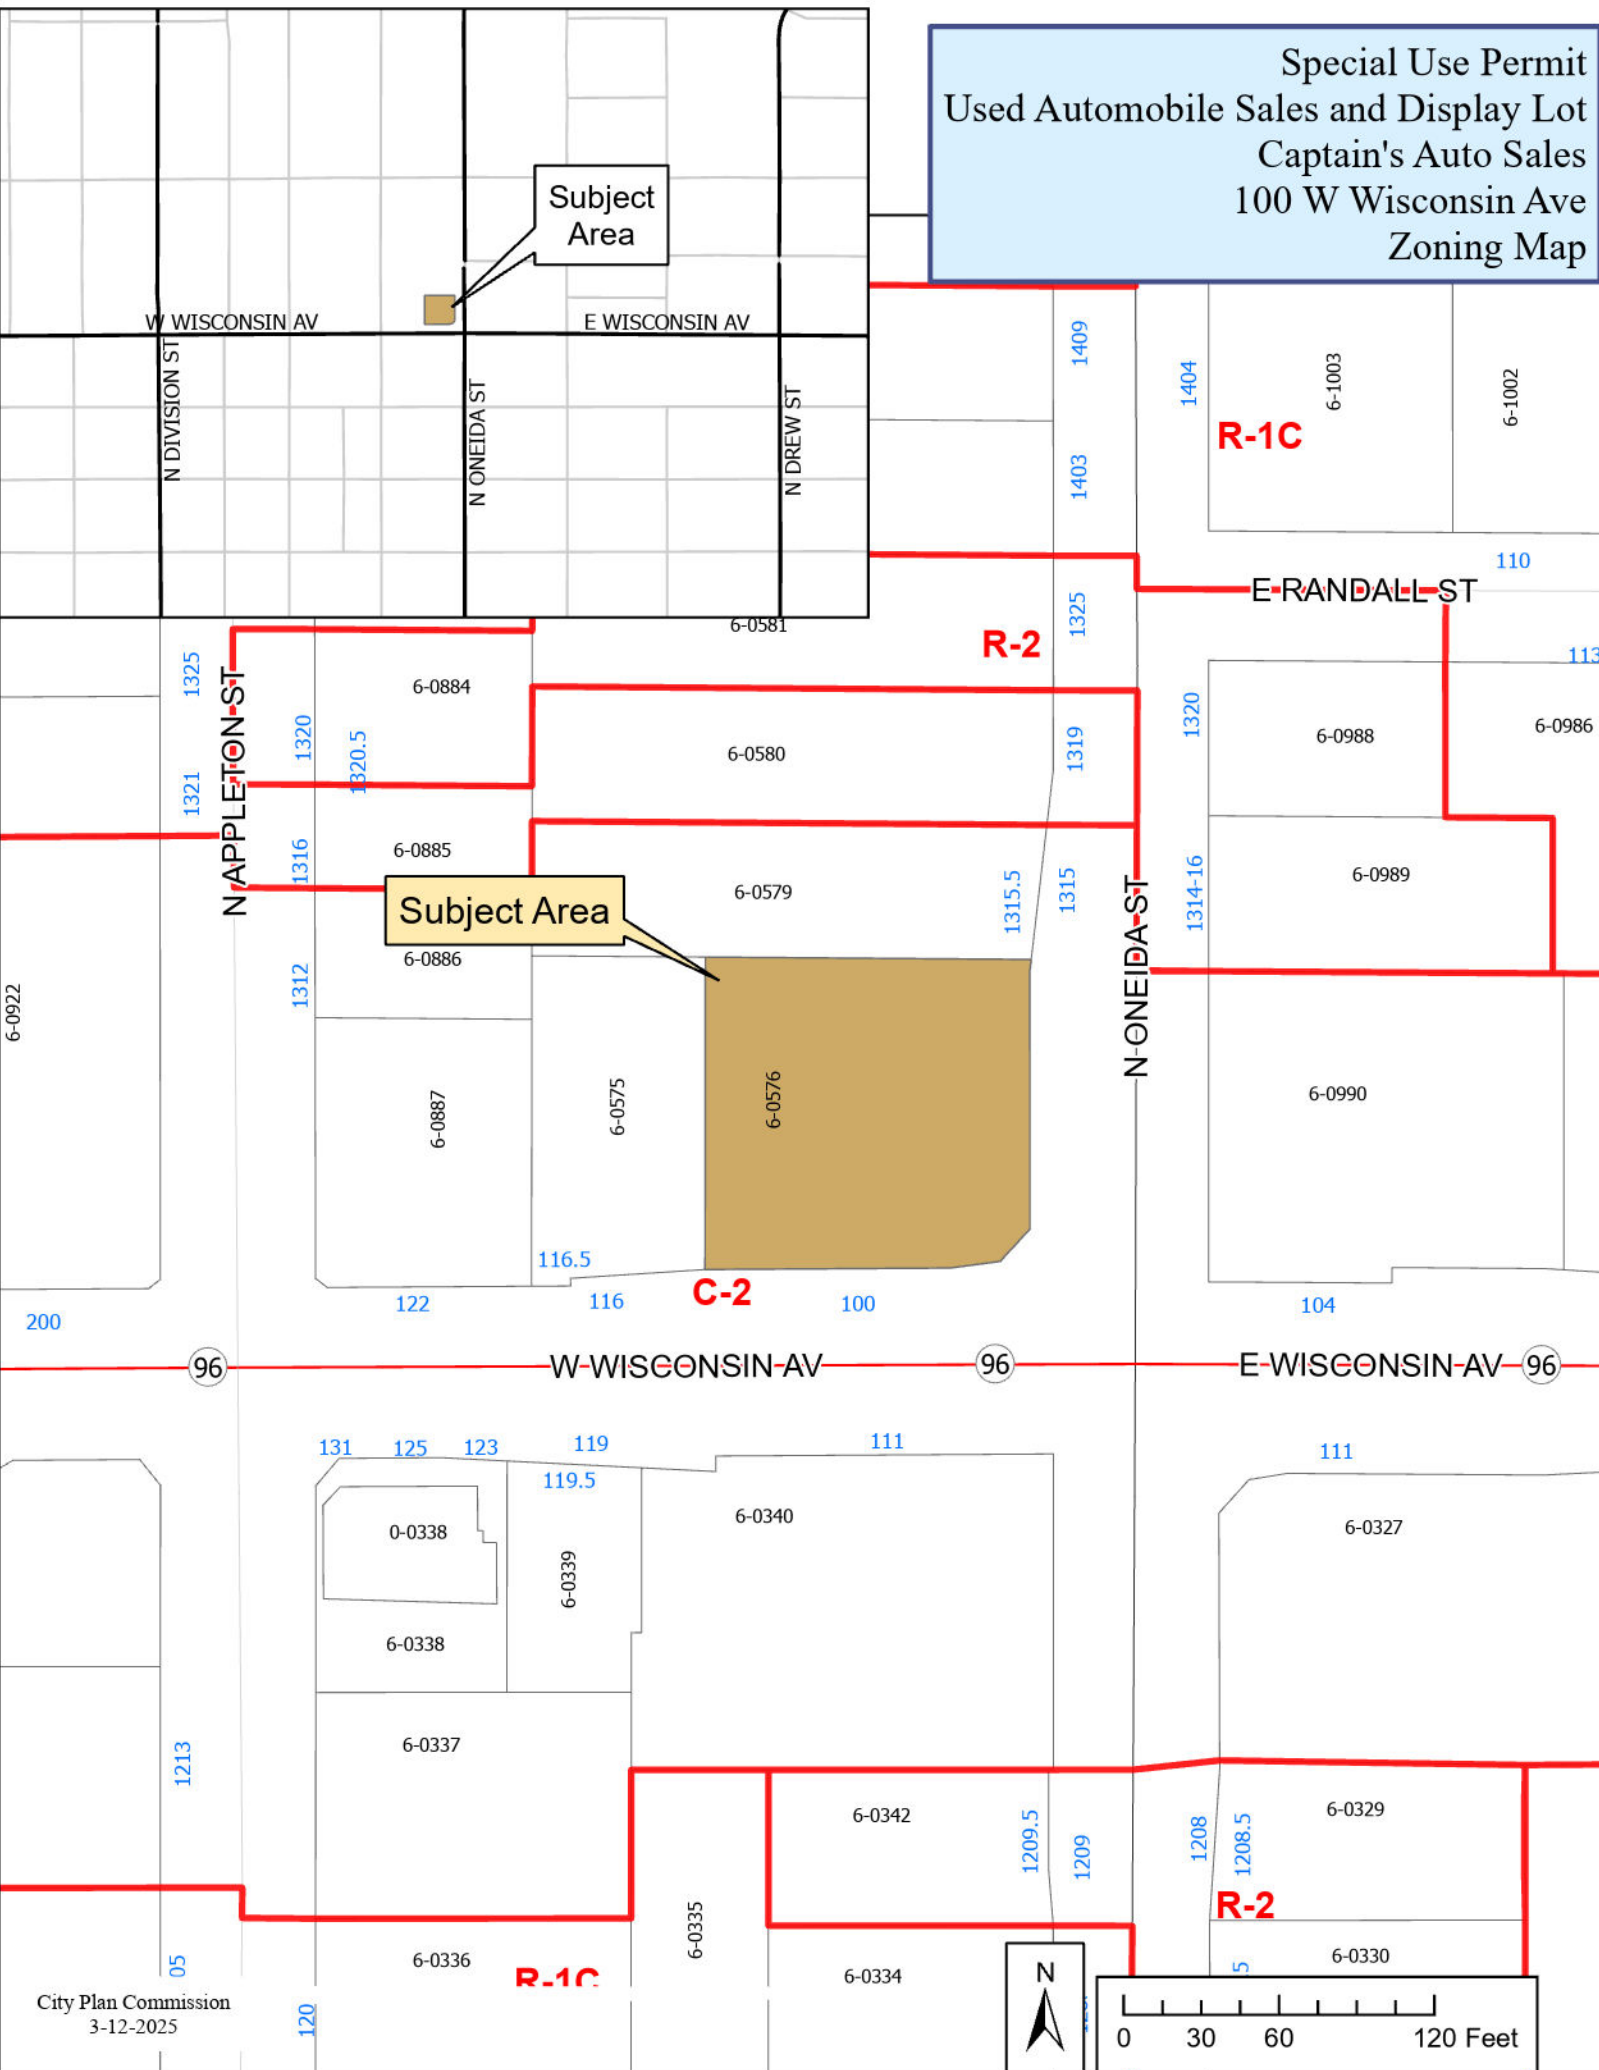 Special Use Permit
Used Automobile Sales and Display Lot
Captain's Auto Sales
100 W Wisconsin Ave
Zoning Map
Subject
Area
W WISCONSIN AV
E WISCONSIN AV
N DIVISION ST
N ONEIDA ST
N DREW ST
1409
1404
6-1003
6-1002
R-1C
1403
110
E RANDALL ST
1325
6-0581
R-2
113
1325
6-0884
N APPLETON ST
1320
1320.5
1321
6-0580
1319
1320
6-0988
6-0986
1316
6-0885
6-0579
1315.5
1315
1314-16
6-0989
Subject Area
6-0886
1312
N ONEIDA ST
6-0922
6-0887
6-0575
6-0576
6-0990
116.5
122
116
C-2
100
104
200
96
W WISCONSIN AV
96
E WISCONSIN AV
96
131
125
123
119
111
111
119.5
0-0338
6-0339
6-0340
6-0327
6-0338
6-0337
1213
6-0342
1209.5
1209
1208
1208.5
6-0329
R-2
6-0335
6-0336
R-1C
6-0334
6-0330
05
5
120
City Plan Commission
3-12-2025
N
0 30 60 120 Feet